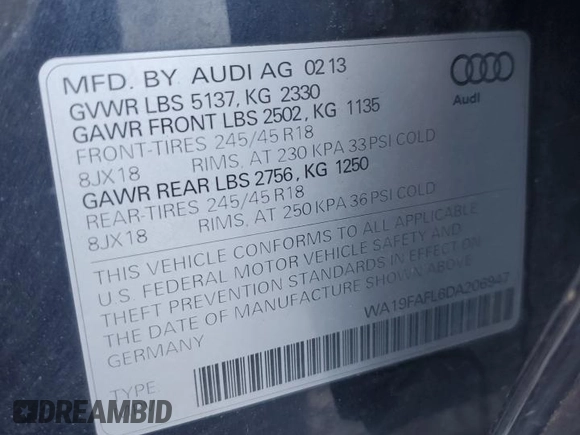 MFD. BY AUDI AG 02 13
GVWR LBS 5137, KG 2330
GAWR FRONT LBS 2502, KG 1135
FRONT-TIRES 245/45 R18
8JX18 RIMS. AT 230 KPA 33 PSI COLD
GAWR REAR LBS 2756, KG 1250
REAR-TIRES 245/45 R18
8JX18 RIMS. AT 250 KPA 36 PSI COLD
Audi
THIS VEHICLE CONFORMS TO ALL APPLICABLE
U.S. FEDERAL MOTOR VEHICLE SAFETY AND
THEFT PREVENTION STANDARDS IN EFFECT ON
THE DATE OF MANUFACTURE SHOWN ABOVE.
WA19FAFL6DA206947
TYPE
DREAMBID